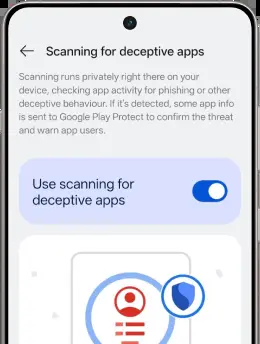 Scanning for deceptive apps
Scanning runs privately right there on your
device, checking app activity for phishing or other
deceptive behaviour. If it's detected, some app info
is sent to Google Play Protect to confirm the threat
and warn app users.
Use scanning for
deceptive apps